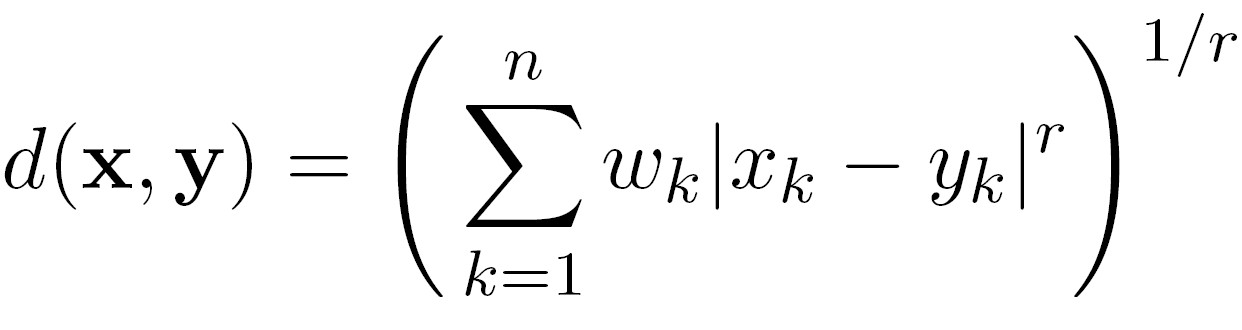 d(𝐱, 𝐲) = ( ∑_{k=1}^{n} w_k |x_k − y_k|^r )^{1/r}